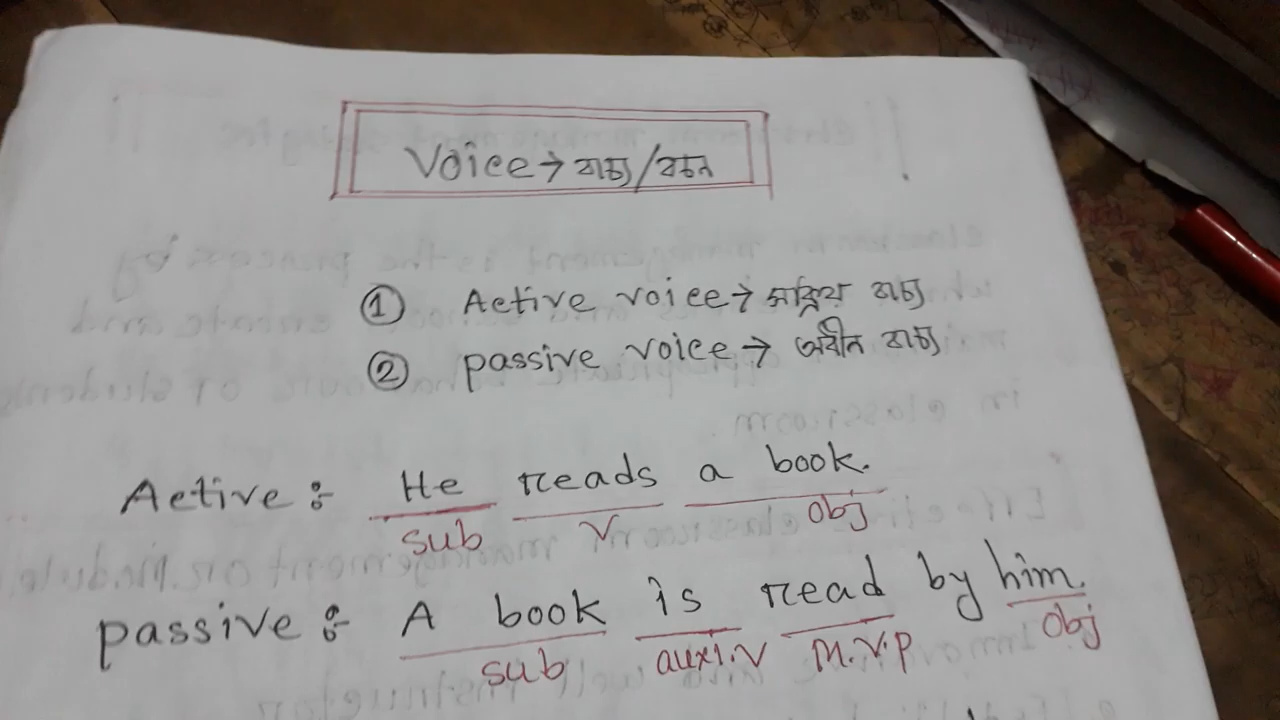 Voice → বাচ্য/বচন
① Active voice → সক্রিয় বাচ্য
② passive voice → অধীন বাচ্য
Active ঃ- He reads a book.
sub V obj
passive ঃ- A book is read by him.
sub auxi.v M.V.P obj